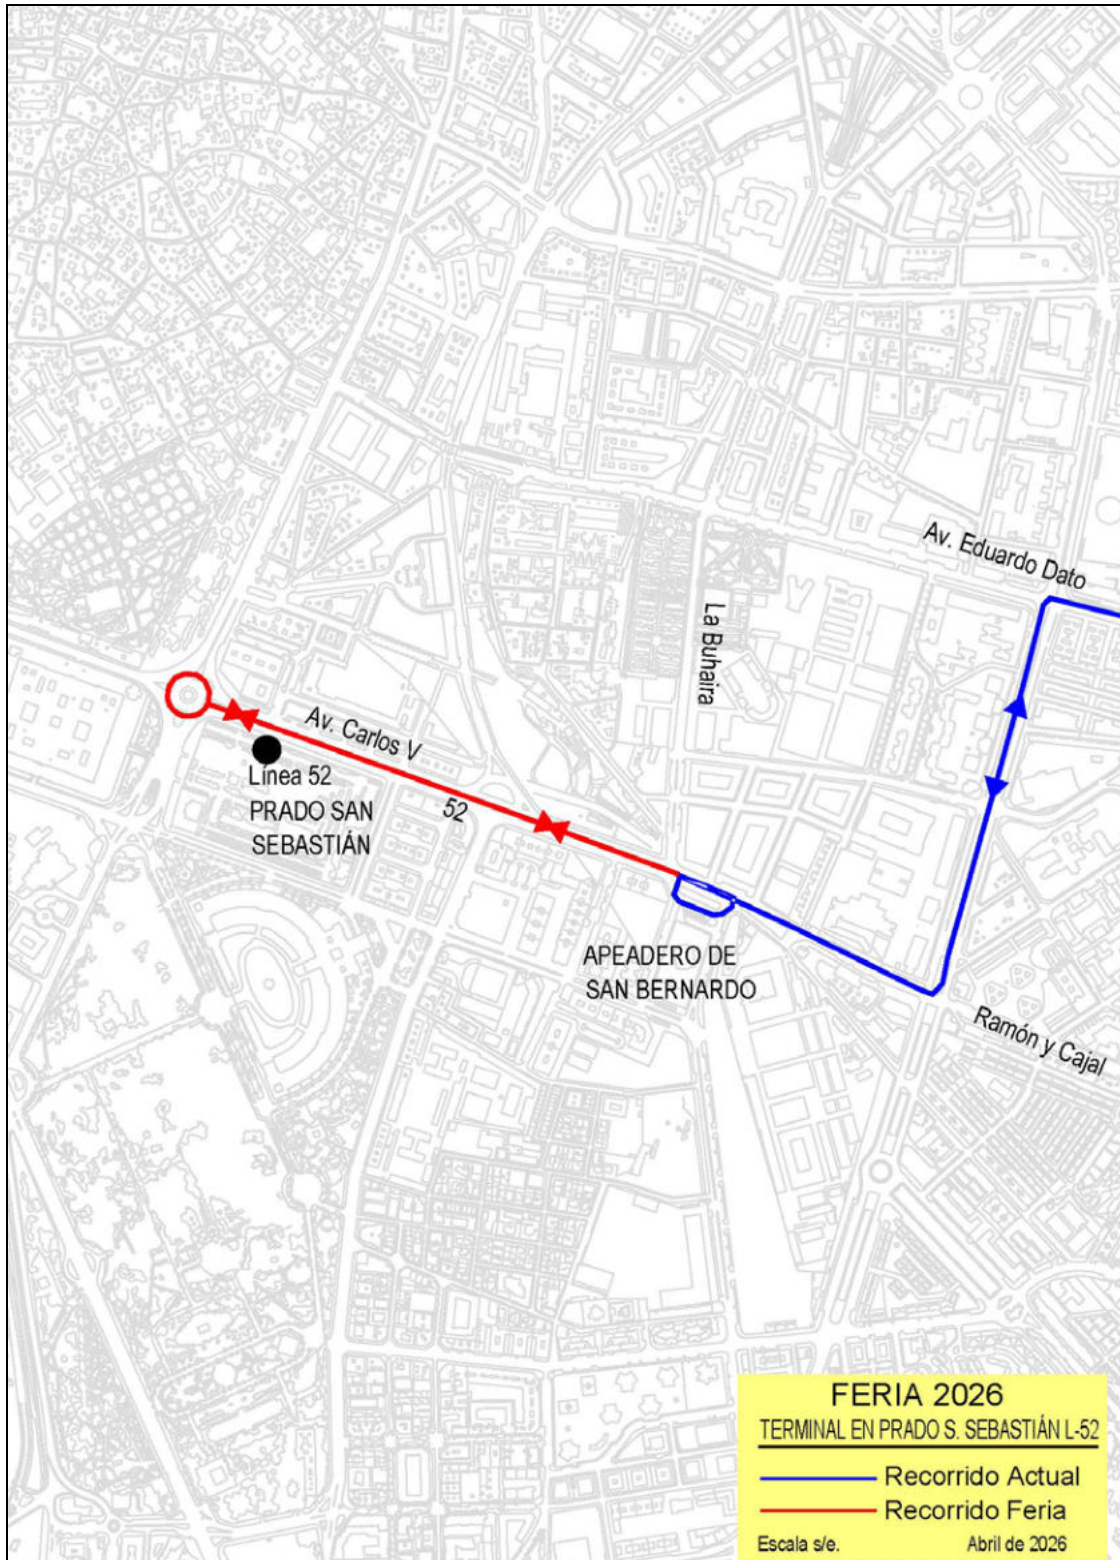 Av. Eduardo Dato
La Buhaira
Av. Carlos V
Línea 52
PRADO SAN
SEBASTIÁN
52
APEADERO DE
SAN BERNARDO
Ramón y Cajal
FERIA 2026
TERMINAL EN PRADO S. SEBASTIÁN L-52
Recorrido Actual
Recorrido Feria
Escala s/e.
Abril de 2026